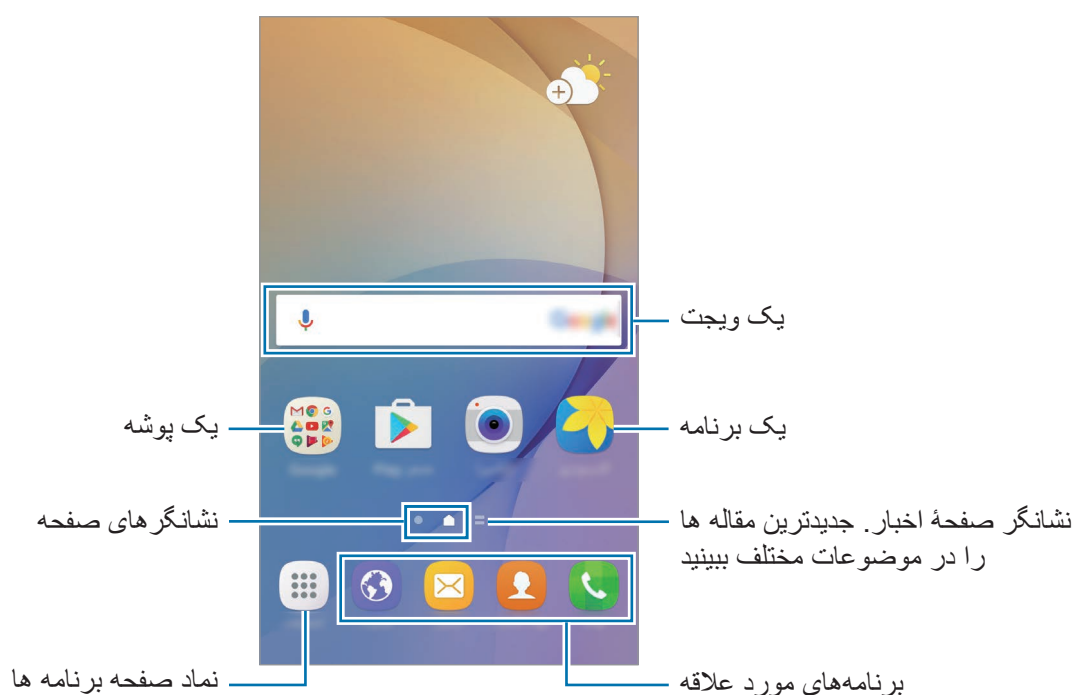 یک ویجت
یک برنامه
یک پوشه
نشانگر صفحهٔ اخبار. جدیدترین مقاله ها
را در موضوعات مختلف ببینید
نشانگرهای صفحه
برنامه‌های مورد علاقه
نماد صفحه برنامه ها